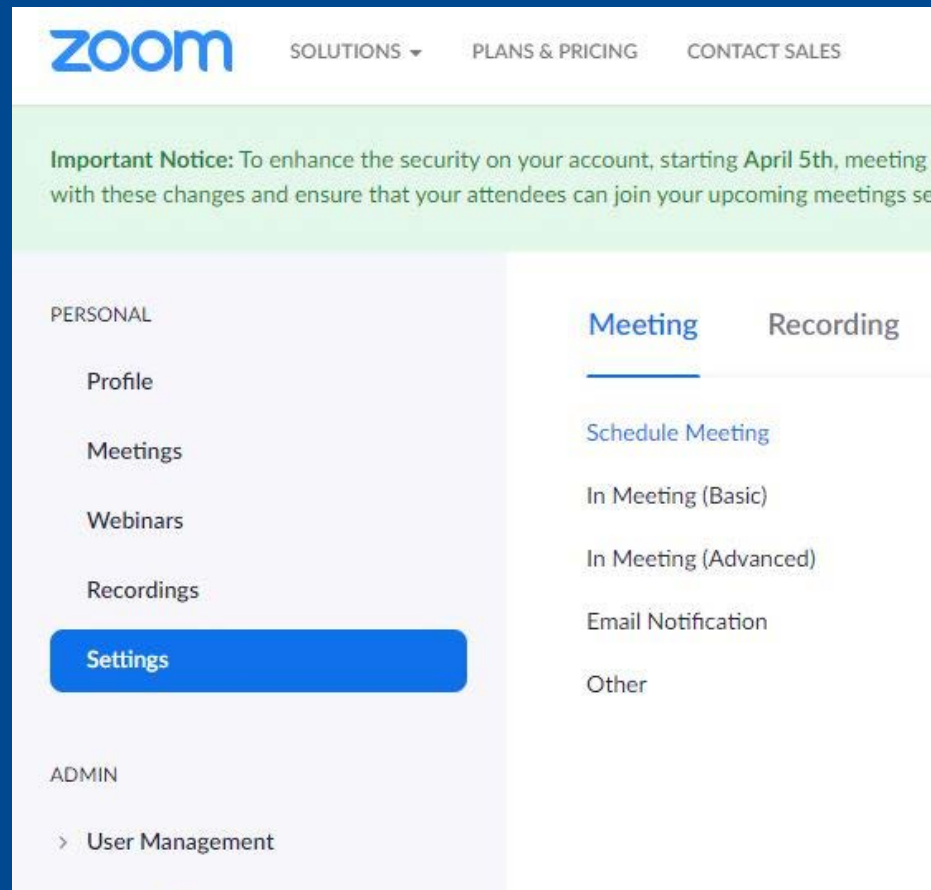 zoom SOLUTIONS PLANS & PRICING CONTACT SALES
Important Notice: To enhance the security on your account, starting April 5th, meeting
with these changes and ensure that your attendees can join your upcoming meetings se
PERSONAL
Profile
Meetings
Webinars
Recordings
Settings
ADMIN
User Management
Meeting Recording
Schedule Meeting
In Meeting (Basic)
In Meeting (Advanced)
Email Notification
Other